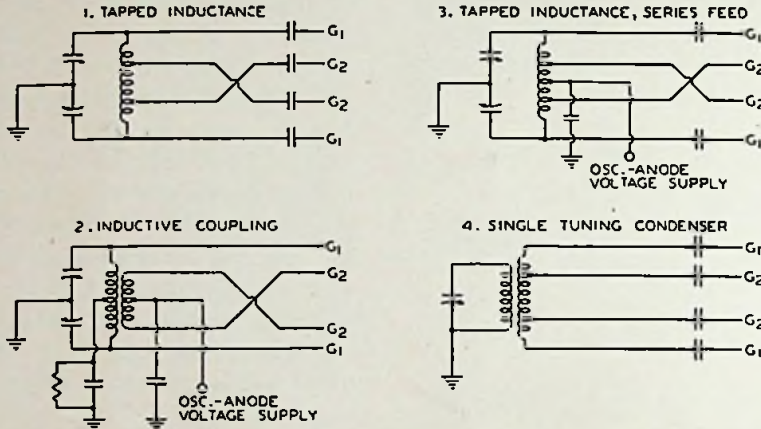 1. TAPPED INDUCTANCE
G1
G2
G2
G1
3. TAPPED INDUCTANCE, SERIES FEED
G1
G2
G2
G1
OSC.-ANODE
VOLTAGE SUPPLY
2. INDUCTIVE COUPLING
G1
G2
G2
G1
OSC.-ANODE
VOLTAGE SUPPLY
4. SINGLE TUNING CONDENSER
G1
G2
G2
G1